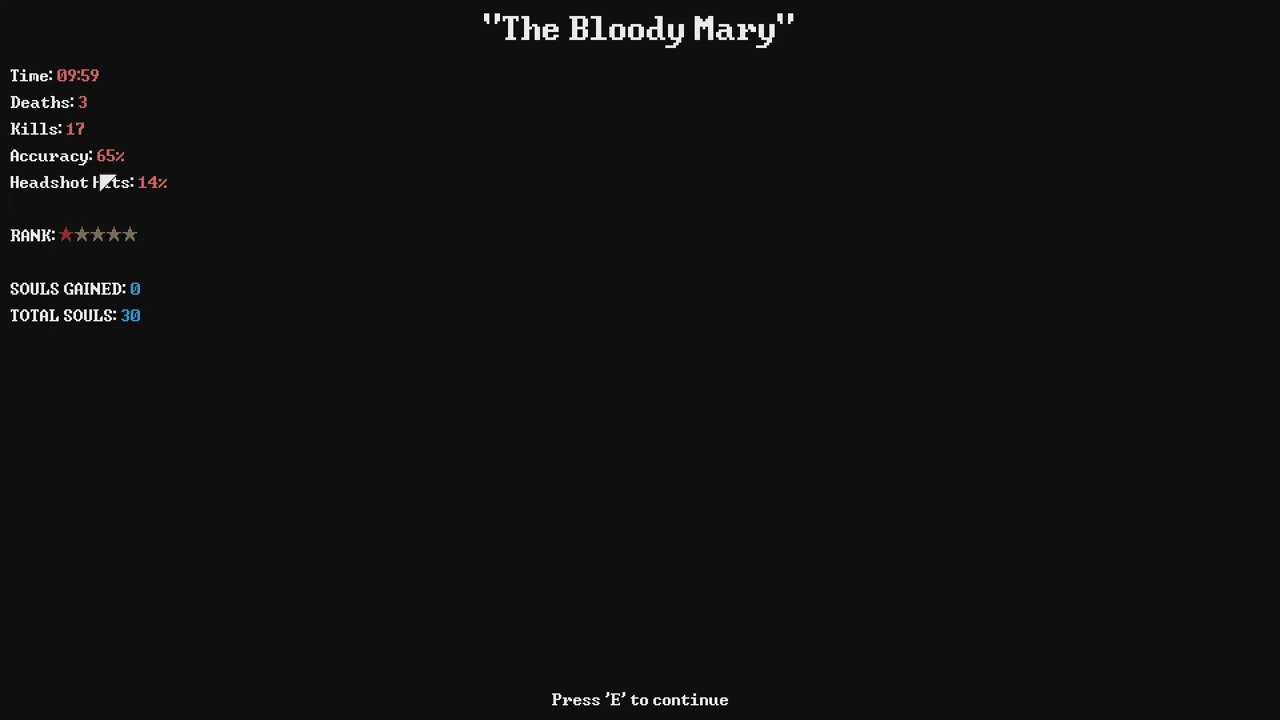 "The Bloody Mary"
Time: 09:59
Deaths: 3
Kills: 17
Accuracy: 65%
Headshot hits: 14%
RANK: ★★★★★
SOULS GAINED: 0
TOTAL SOULS: 30
Press 'E' to continue